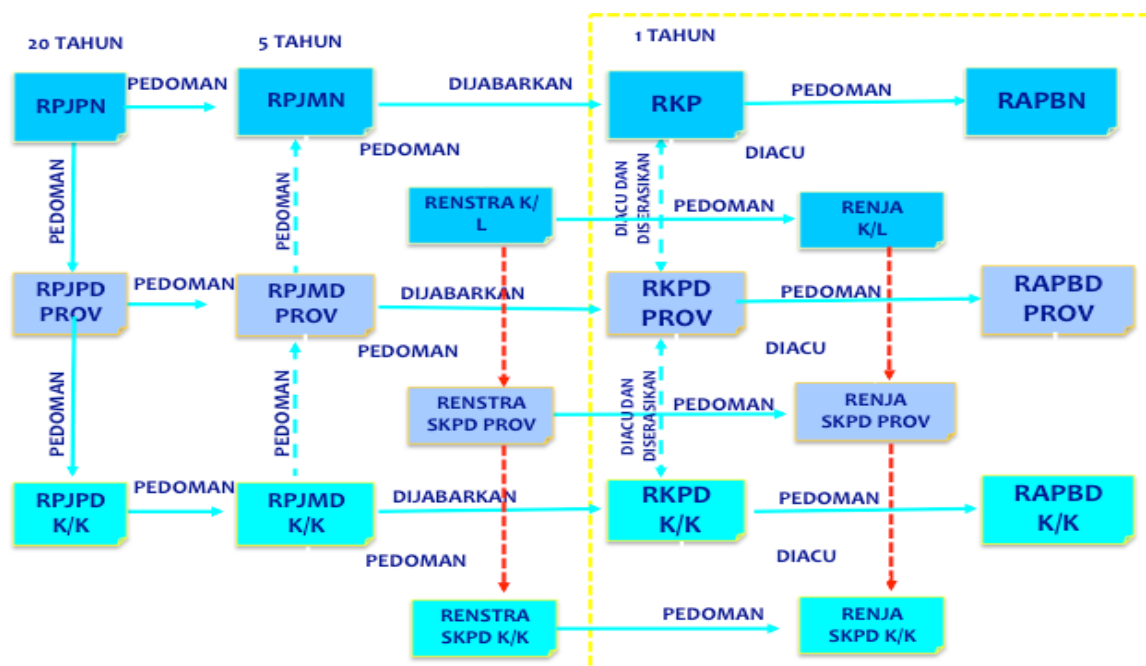 20 TAHUN
5 TAHUN
1 TAHUN
RPJPN
PEDOMAN
RPJMN
DIJABARKAN
RKP
PEDOMAN
RAPBN
PEDOMAN
PEDOMAN
PEDOMAN
DIACU DAN
DISERASIKAN
DIACU
RENSTRA K/
L
PEDOMAN
RENJA
K/L
RPJPD
PROV
PEDOMAN
RPJMD
PROV
DIJABARKAN
RKPD
PROV
PEDOMAN
RAPBD
PROV
PEDOMAN
PEDOMAN
PEDOMAN
DIACU DAN
DISERASIKAN
DIACU
RENSTRA
SKPD PROV
PEDOMAN
RENJA
SKPD PROV
RPJPD
K/K
PEDOMAN
RPJMD
K/K
DIJABARKAN
RKPD
K/K
PEDOMAN
RAPBD
K/K
PEDOMAN
DIACU
RENSTRA
SKPD K/K
PEDOMAN
RENJA
SKPD K/K